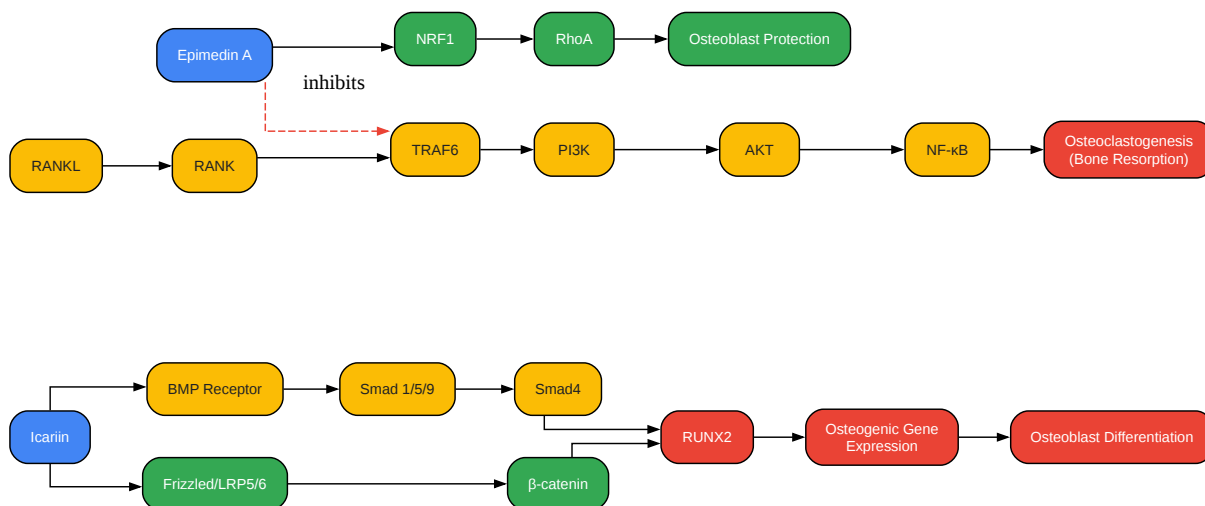 NRF1
RhoA
Osteoblast Protection
Epimedin A
inhibits
RANKL
RANK
TRAF6
PI3K
AKT
NF-κB
Osteoclastogenesis
(Bone Resorption)
BMP Receptor
Smad 1/5/9
Smad4
Icariin
RUNX2
Osteogenic Gene
Expression
Osteoblast Differentiation
Frizzled/LRP5/6
β-catenin